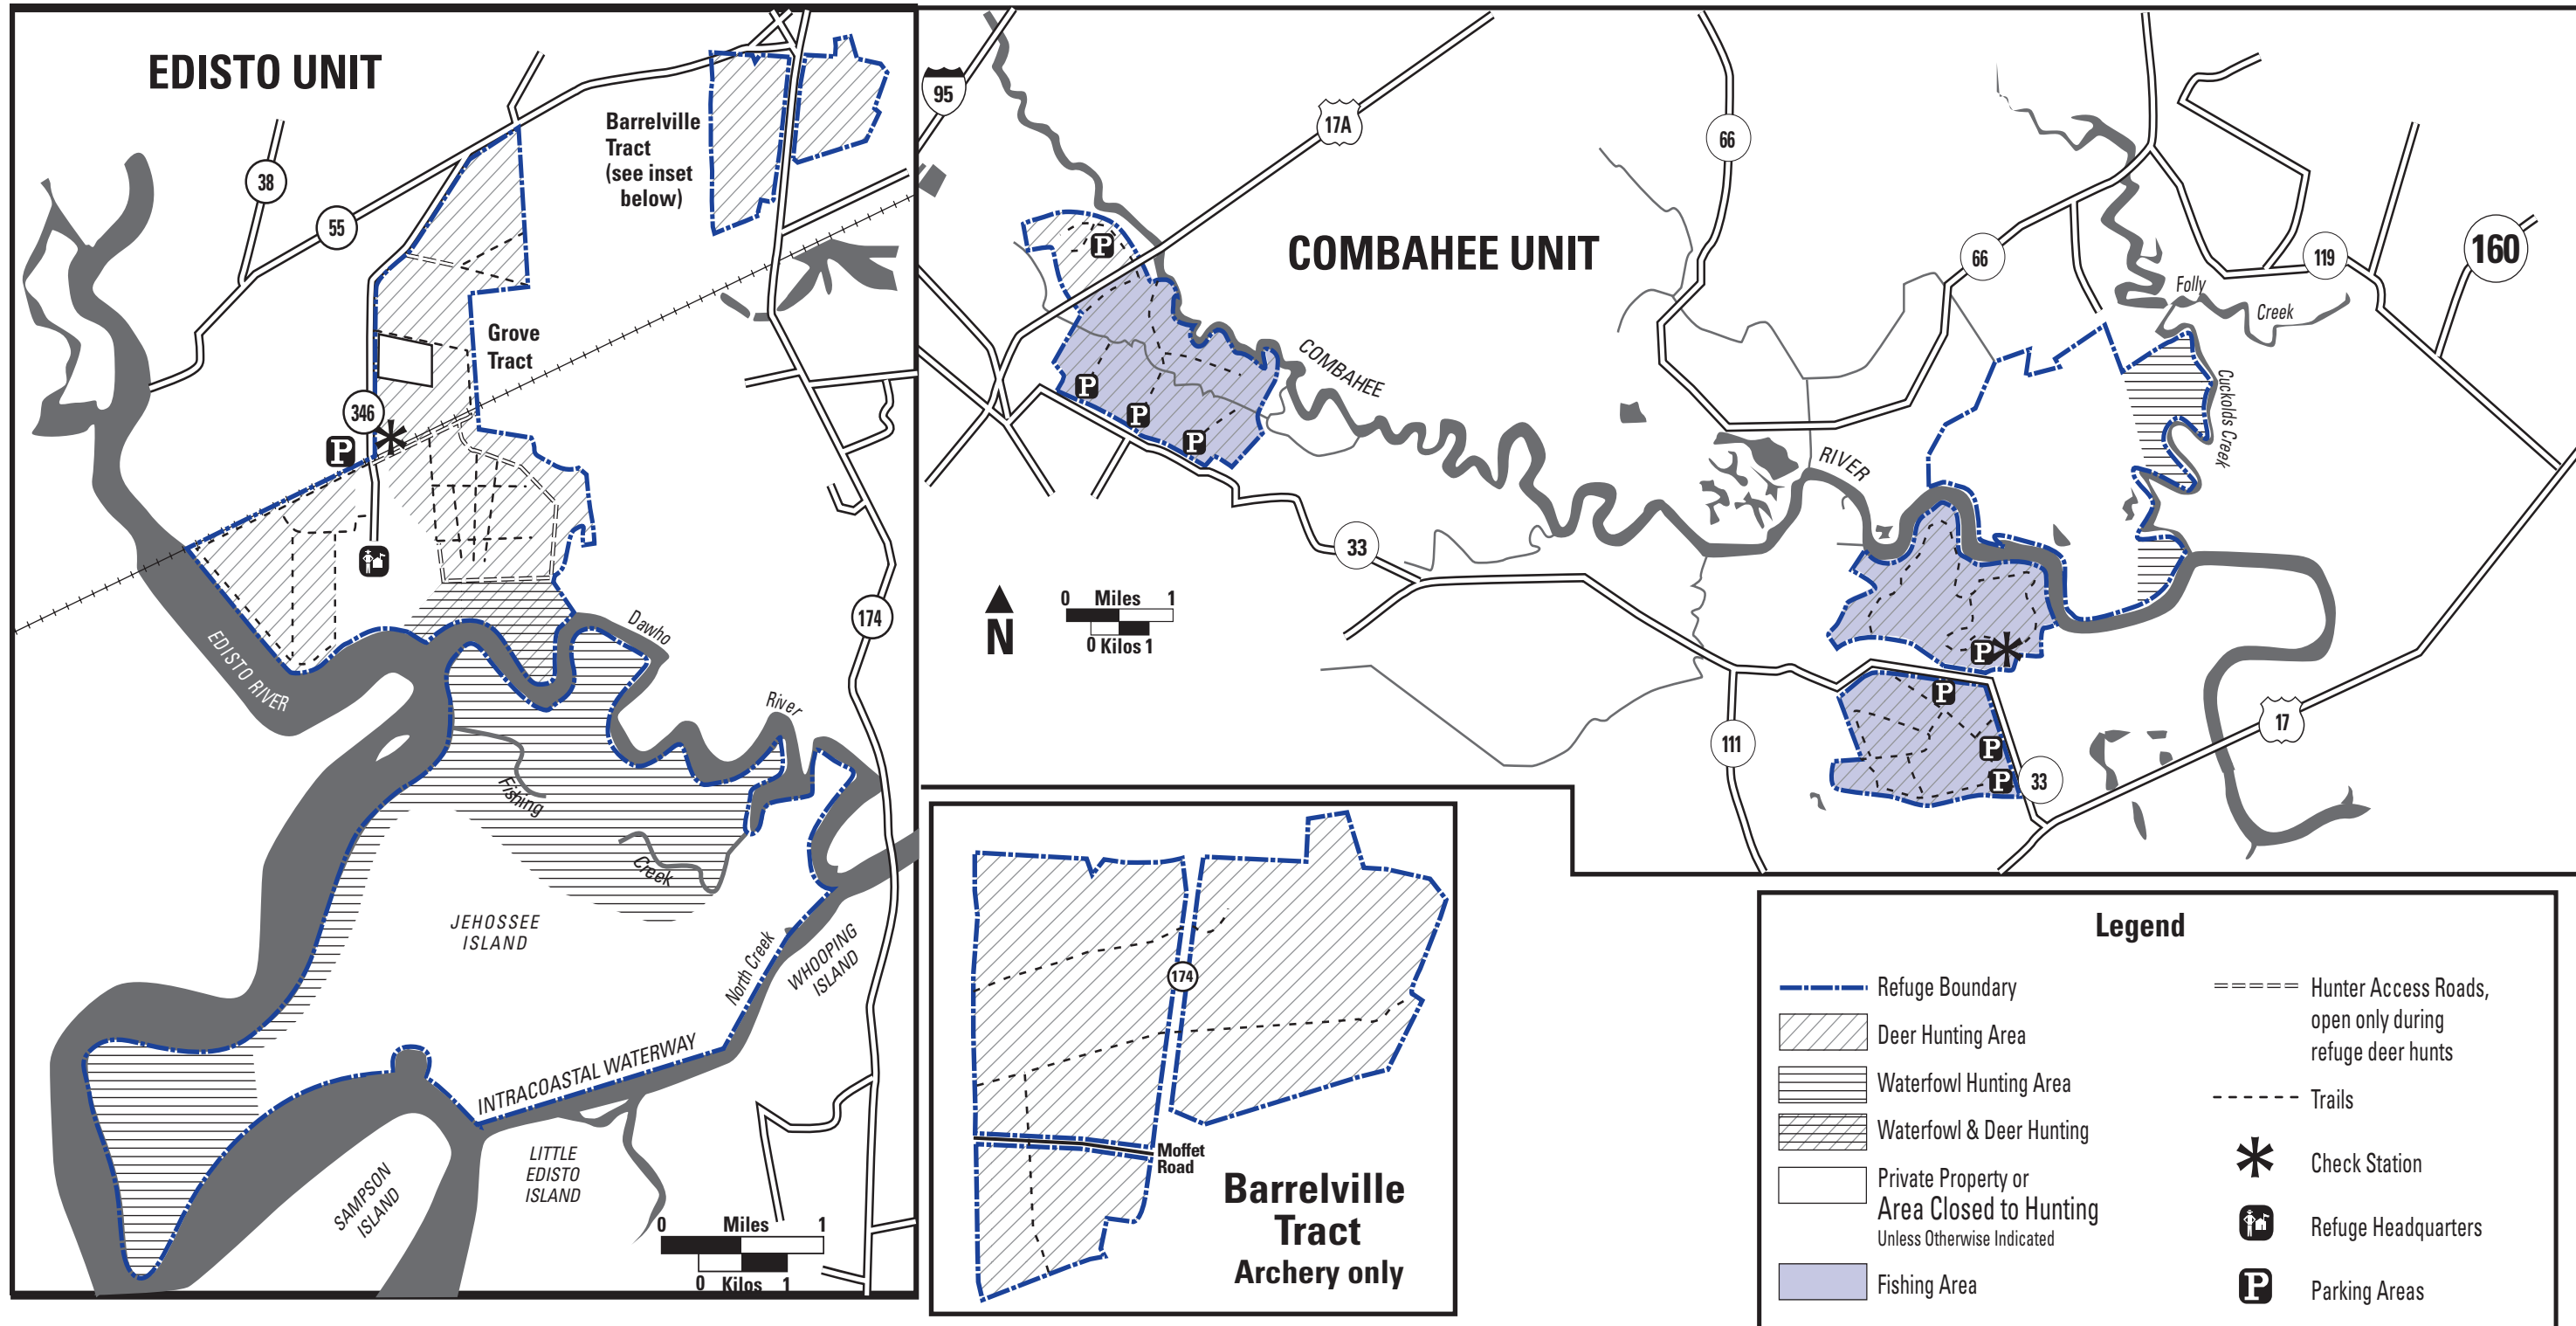 EDISTO UNIT
38
55
Barrelville
Tract
(see inset
below)
Grove
Tract
346
P
174
EDISTO RIVER
Dawho
River
Fishing
Creek
JEHOSSEE
ISLAND
North Creek
WHOOPING
ISLAND
INTRACOASTAL WATERWAY
SAMPSON
ISLAND
LITTLE
EDISTO
ISLAND
0 Miles 1
0 Kilos 1
COMBAHEE UNIT
95
17A
66
66
119
160
Folly
Creek
Cuckolds Creek
COMBAHEE
RIVER
P
P
P
P
33
N
0 Miles 1
0 Kilos 1
P
P
P
P
111
33
17
174
Moffet
Road
Barrelville
Tract
Archery only
Legend
Refuge Boundary
Deer Hunting Area
Waterfowl Hunting Area
Waterfowl & Deer Hunting
Private Property or
Area Closed to Hunting
Unless Otherwise Indicated
Fishing Area
Hunter Access Roads,
open only during
refuge deer hunts
Trails
Check Station
Refuge Headquarters
P Parking Areas